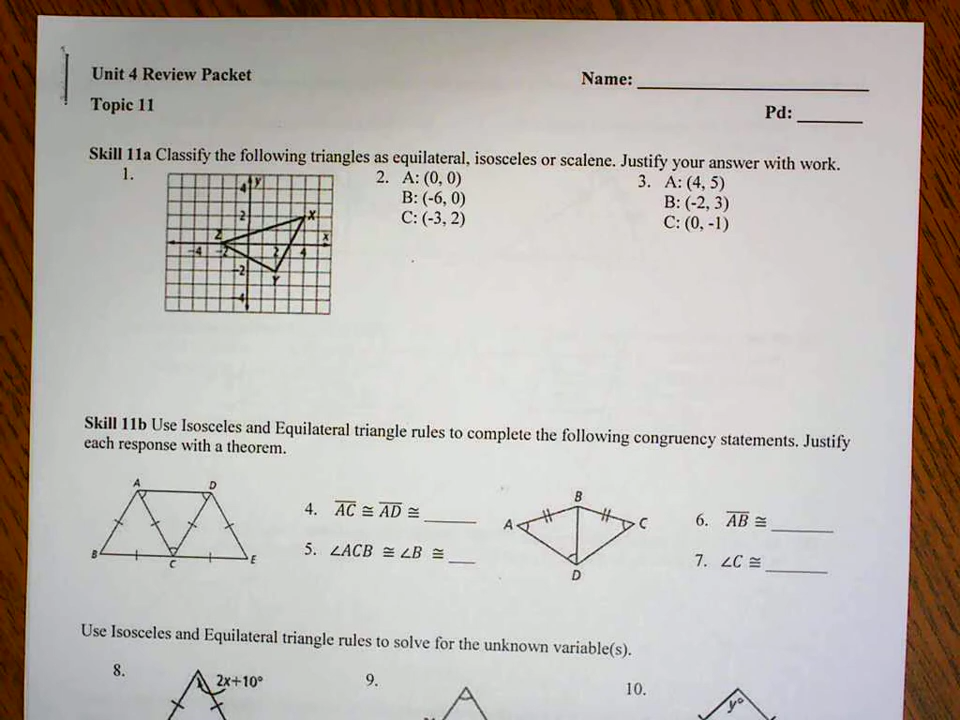 Unit 4 Review Packet
Name:
Topic 11
Pd:
Skill 11a Classify the following triangles as equilateral, isosceles or scalene. Justify your answer with work.
1.
4 y
2 X
Z x
-4 -2 2 4
-2
Y
-4
2. A: (0, 0)
B: (-6, 0)
C: (-3, 2)
3. A: (4, 5)
B: (-2, 3)
C: (0, -1)
Skill 11b Use Isosceles and Equilateral triangle rules to complete the following congruency statements. Justify
each response with a theorem.
A D
B C E
4. A̅C̅ ≅ A̅D̅ ≅
5. ∠ACB ≅ ∠B ≅
B
A C
D
6. A̅B̅ ≅
7. ∠C ≅
Use Isosceles and Equilateral triangle rules to solve for the unknown variable(s).
8. 2x+10°
9.
10. y°